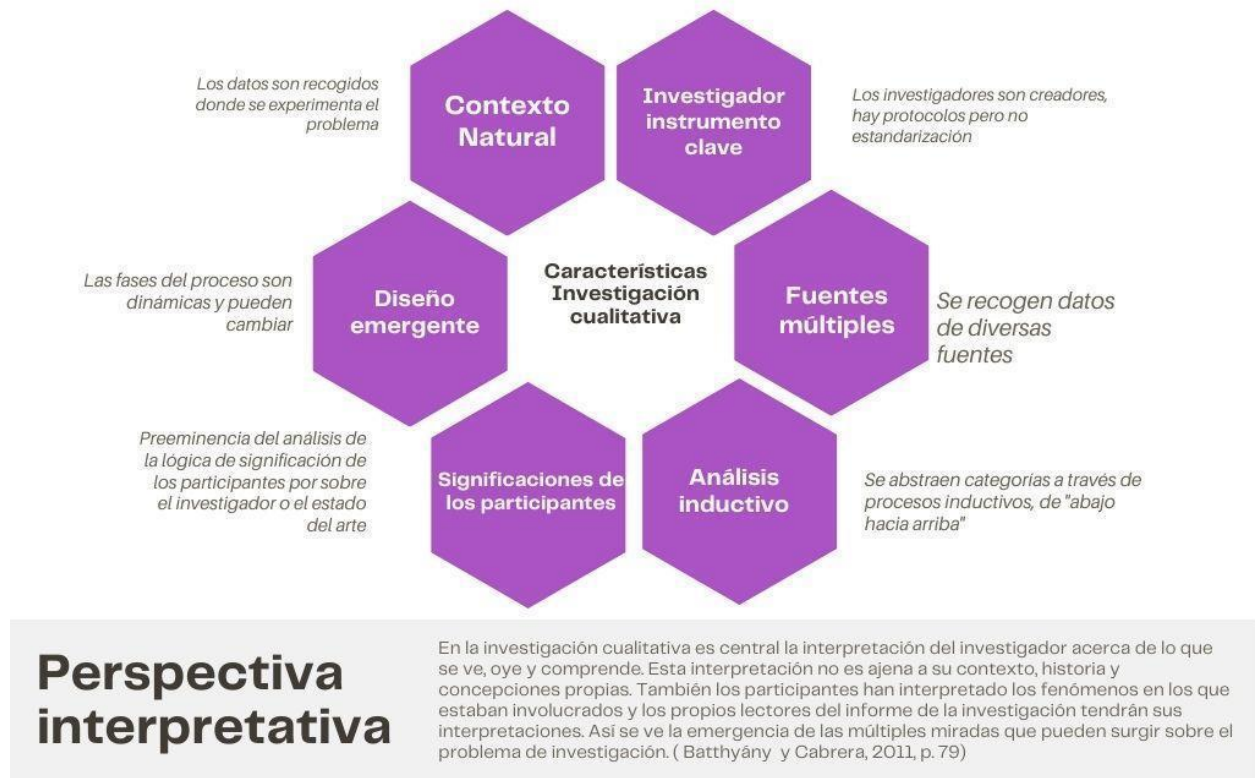 Los datos son recogidos
donde se experimenta el
problema
Contexto
Natural
Investigador
instrumento
clave
Los investigadores son creadores,
hay protocolos pero no
estandarización
Las fases del proceso son
dinámicas y pueden
cambiar
Diseño
emergente
Características
Investigación
cualitativa
Fuentes
múltiples
Se recogen datos
de diversas
fuentes
Preeminencia del análisis de
la lógica de significación de
los participantes por sobre
el investigador o el estado
del arte
Significaciones de
los participantes
Análisis
inductivo
Se abstraen categorías a través de
procesos inductivos, de "abajo
hacia arriba"
Perspectiva
interpretativa
En la investigación cualitativa es central la interpretación del investigador acerca de lo que
se ve, oye y comprende. Esta interpretación no es ajena a su contexto, historia y
concepciones propias. También los participantes han interpretado los fenómenos en los que
estaban involucrados y los propios lectores del informe de la investigación tendrán sus
interpretaciones. Así se ve la emergencia de las múltiples miradas que pueden surgir sobre el
problema de investigación. ( Batthyány y Cabrera, 2011, p. 79)